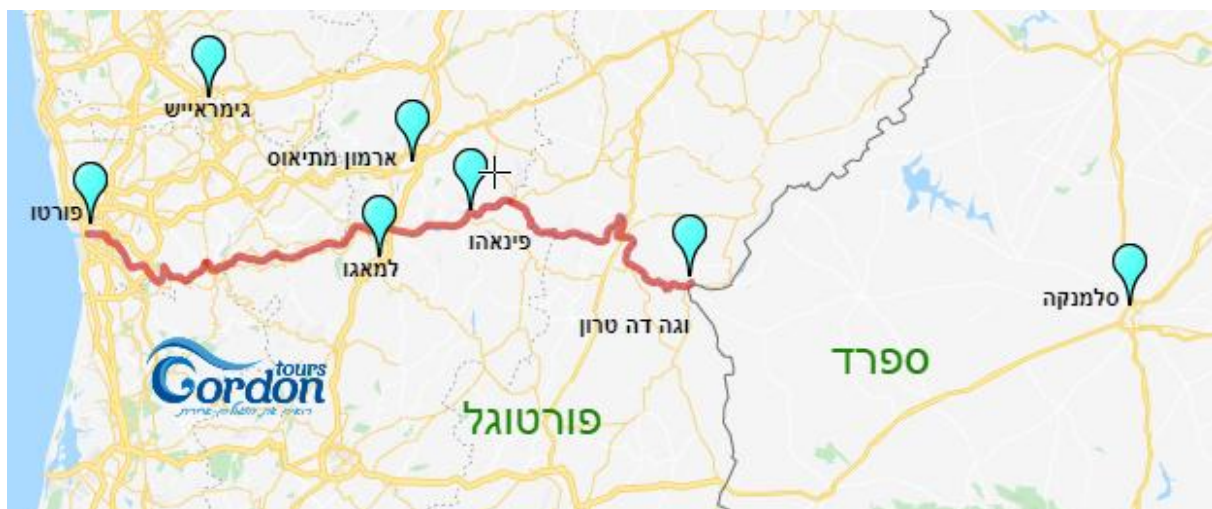 גימראייש
ארמון מתיאוס
פורטו
פינאהו
למאגו
סלמנקה
וגה דה טרון
ספרד
tours
Gordon
פורטוגל